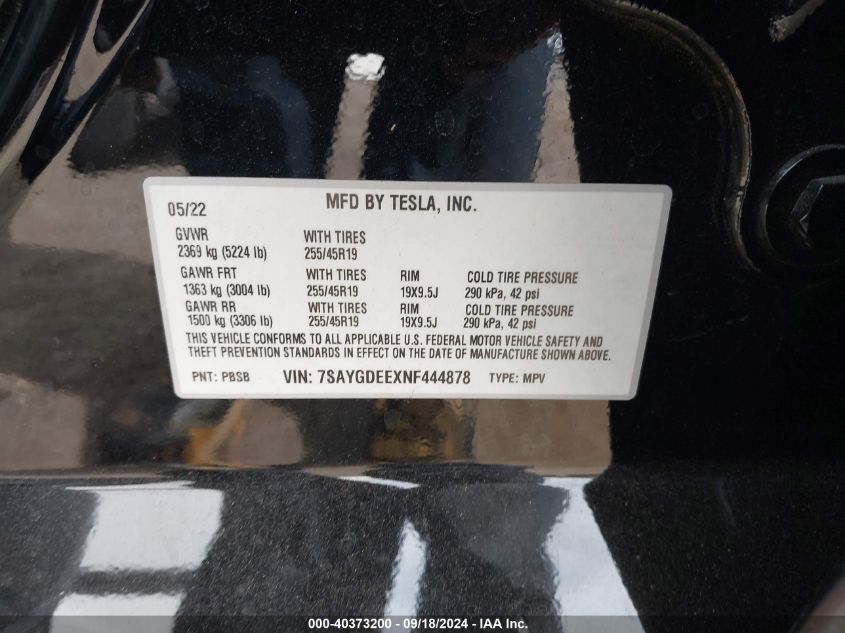 MFD BY TESLA, INC.
05/22
GVWR WITH TIRES
2369 kg (5224 lb) 255/45R19
GAWR FRT WITH TIRES RIM COLD TIRE PRESSURE
1363 kg (3004 lb) 255/45R19 19X9.5J 290 kPa, 42 psi
GAWR RR WITH TIRES RIM COLD TIRE PRESSURE
1500 kg (3306 lb) 255/45R19 19X9.5J 290 kPa, 42 psi
THIS VEHICLE CONFORMS TO ALL APPLICABLE U.S. FEDERAL MOTOR VEHICLE SAFETY AND
THEFT PREVENTION STANDARDS IN EFFECT ON THE DATE OF MANUFACTURE SHOWN ABOVE.
PNT: PBSB VIN: 7SAYGDEEXNF444878 TYPE: MPV
000-40373200 - 09/18/2024 - IAA Inc.